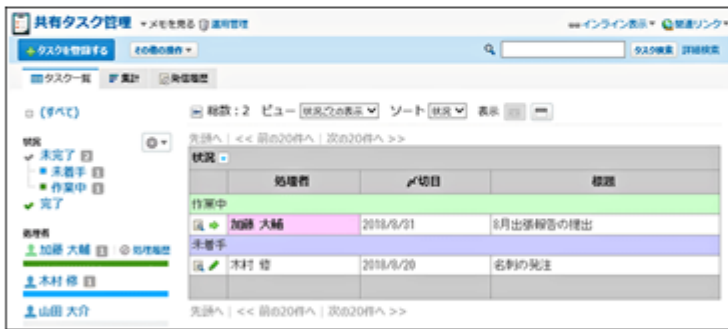 共有タスク管理 メモを見る 運用管理 インライン表示 関連リンク
タスクを登録する その他の操作 タスク検索 詳細検索
タスク一覧 集計 発信履歴
(すべて) 総数：2 ビュー 状況ごとの表示 ソート 状況 表示
先頭へ | << 前の20件へ | 次の20件へ >>
状況
未完了 2
未着手 1
作業中 1
完了
処理者
加藤 大輔 1 処理履歴
木村 修 1
山田 大介
状況
処理者 〆切日 標題
作業中
加藤 大輔 2018/8/31 8月出張報告の提出
未着手
木村 修 2018/8/20 名刺の発注
先頭へ | << 前の20件へ | 次の20件へ >>